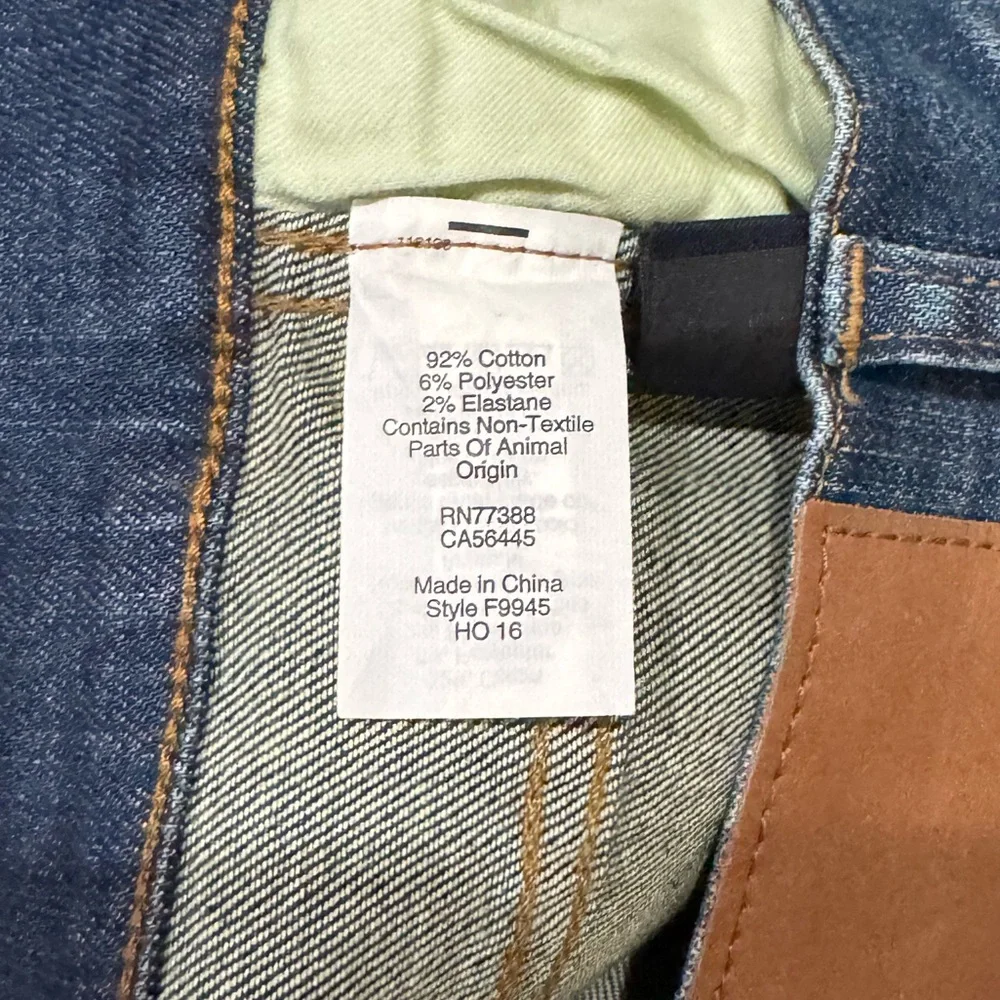 92% Cotton
6% Polyester
2% Elastane
Contains Non-Textile
Parts Of Animal
Origin
RN77388
CA56445
Made in China
Style F9945
HO 16